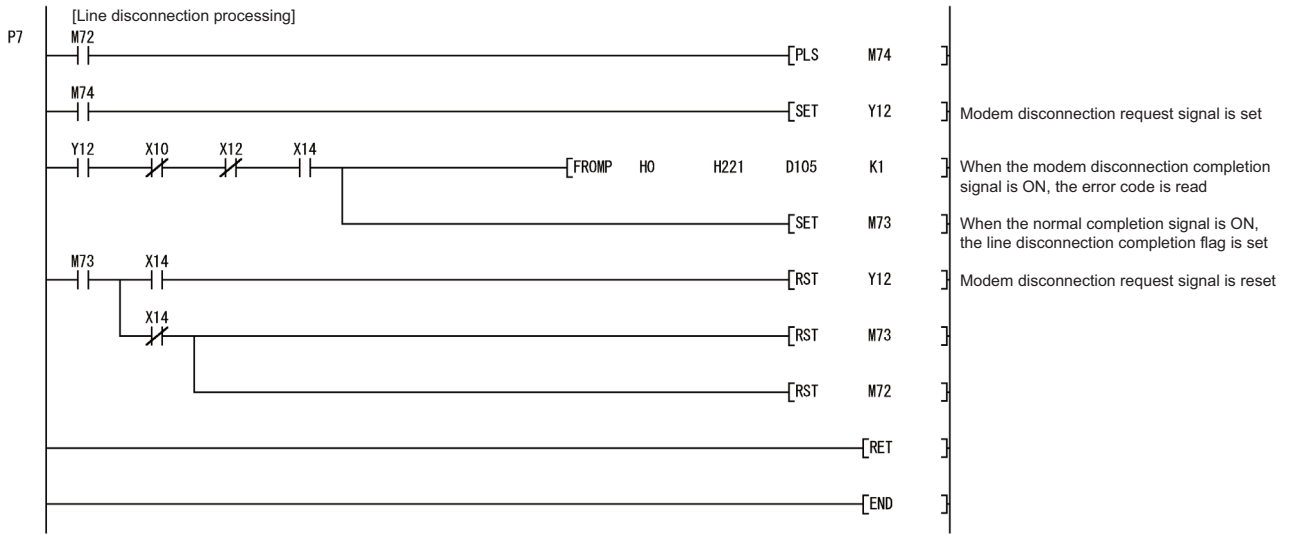 [Line disconnection processing]
P7
M72
[PLS M74 ]
M74
[SET Y12 ] Modem disconnection request signal is set
Y12 X10 X12 X14
[FROMP H0 H221 D105 K1 ] When the modem disconnection completion
signal is ON, the error code is read
[SET M73 ] When the normal completion signal is ON,
the line disconnection completion flag is set
M73 X14
[RST Y12 ] Modem disconnection request signal is reset
X14
[RST M73 ]
[RST M72 ]
[RET ]
[END ]